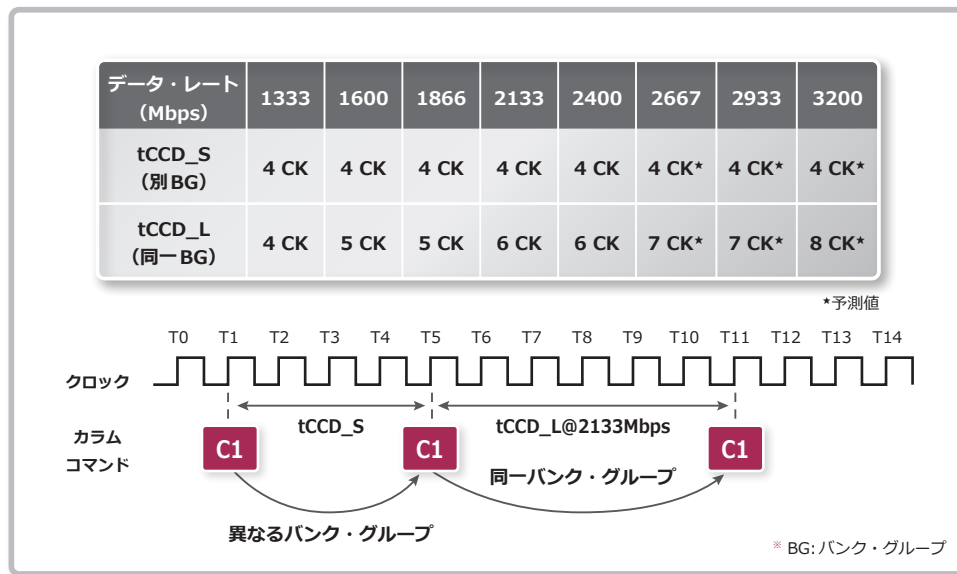 データ・レート
（Mbps） 1333 1600 1866 2133 2400 2667 2933 3200
tCCD_S
（別BG） 4 CK 4 CK 4 CK 4 CK 4 CK 4 CK★ 4 CK★ 4 CK★
tCCD_L
（同一BG） 4 CK 5 CK 5 CK 6 CK 6 CK 7 CK★ 7 CK★ 8 CK★
★予測値
T0 T1 T2 T3 T4 T5 T6 T7 T8 T9 T10 T11 T12 T13 T14
クロック
tCCD_S tCCD_L@2133Mbps
カラム
コマンド
C1 C1 C1
同一バンク・グループ
異なるバンク・グループ
※ BG:バンク・グループ